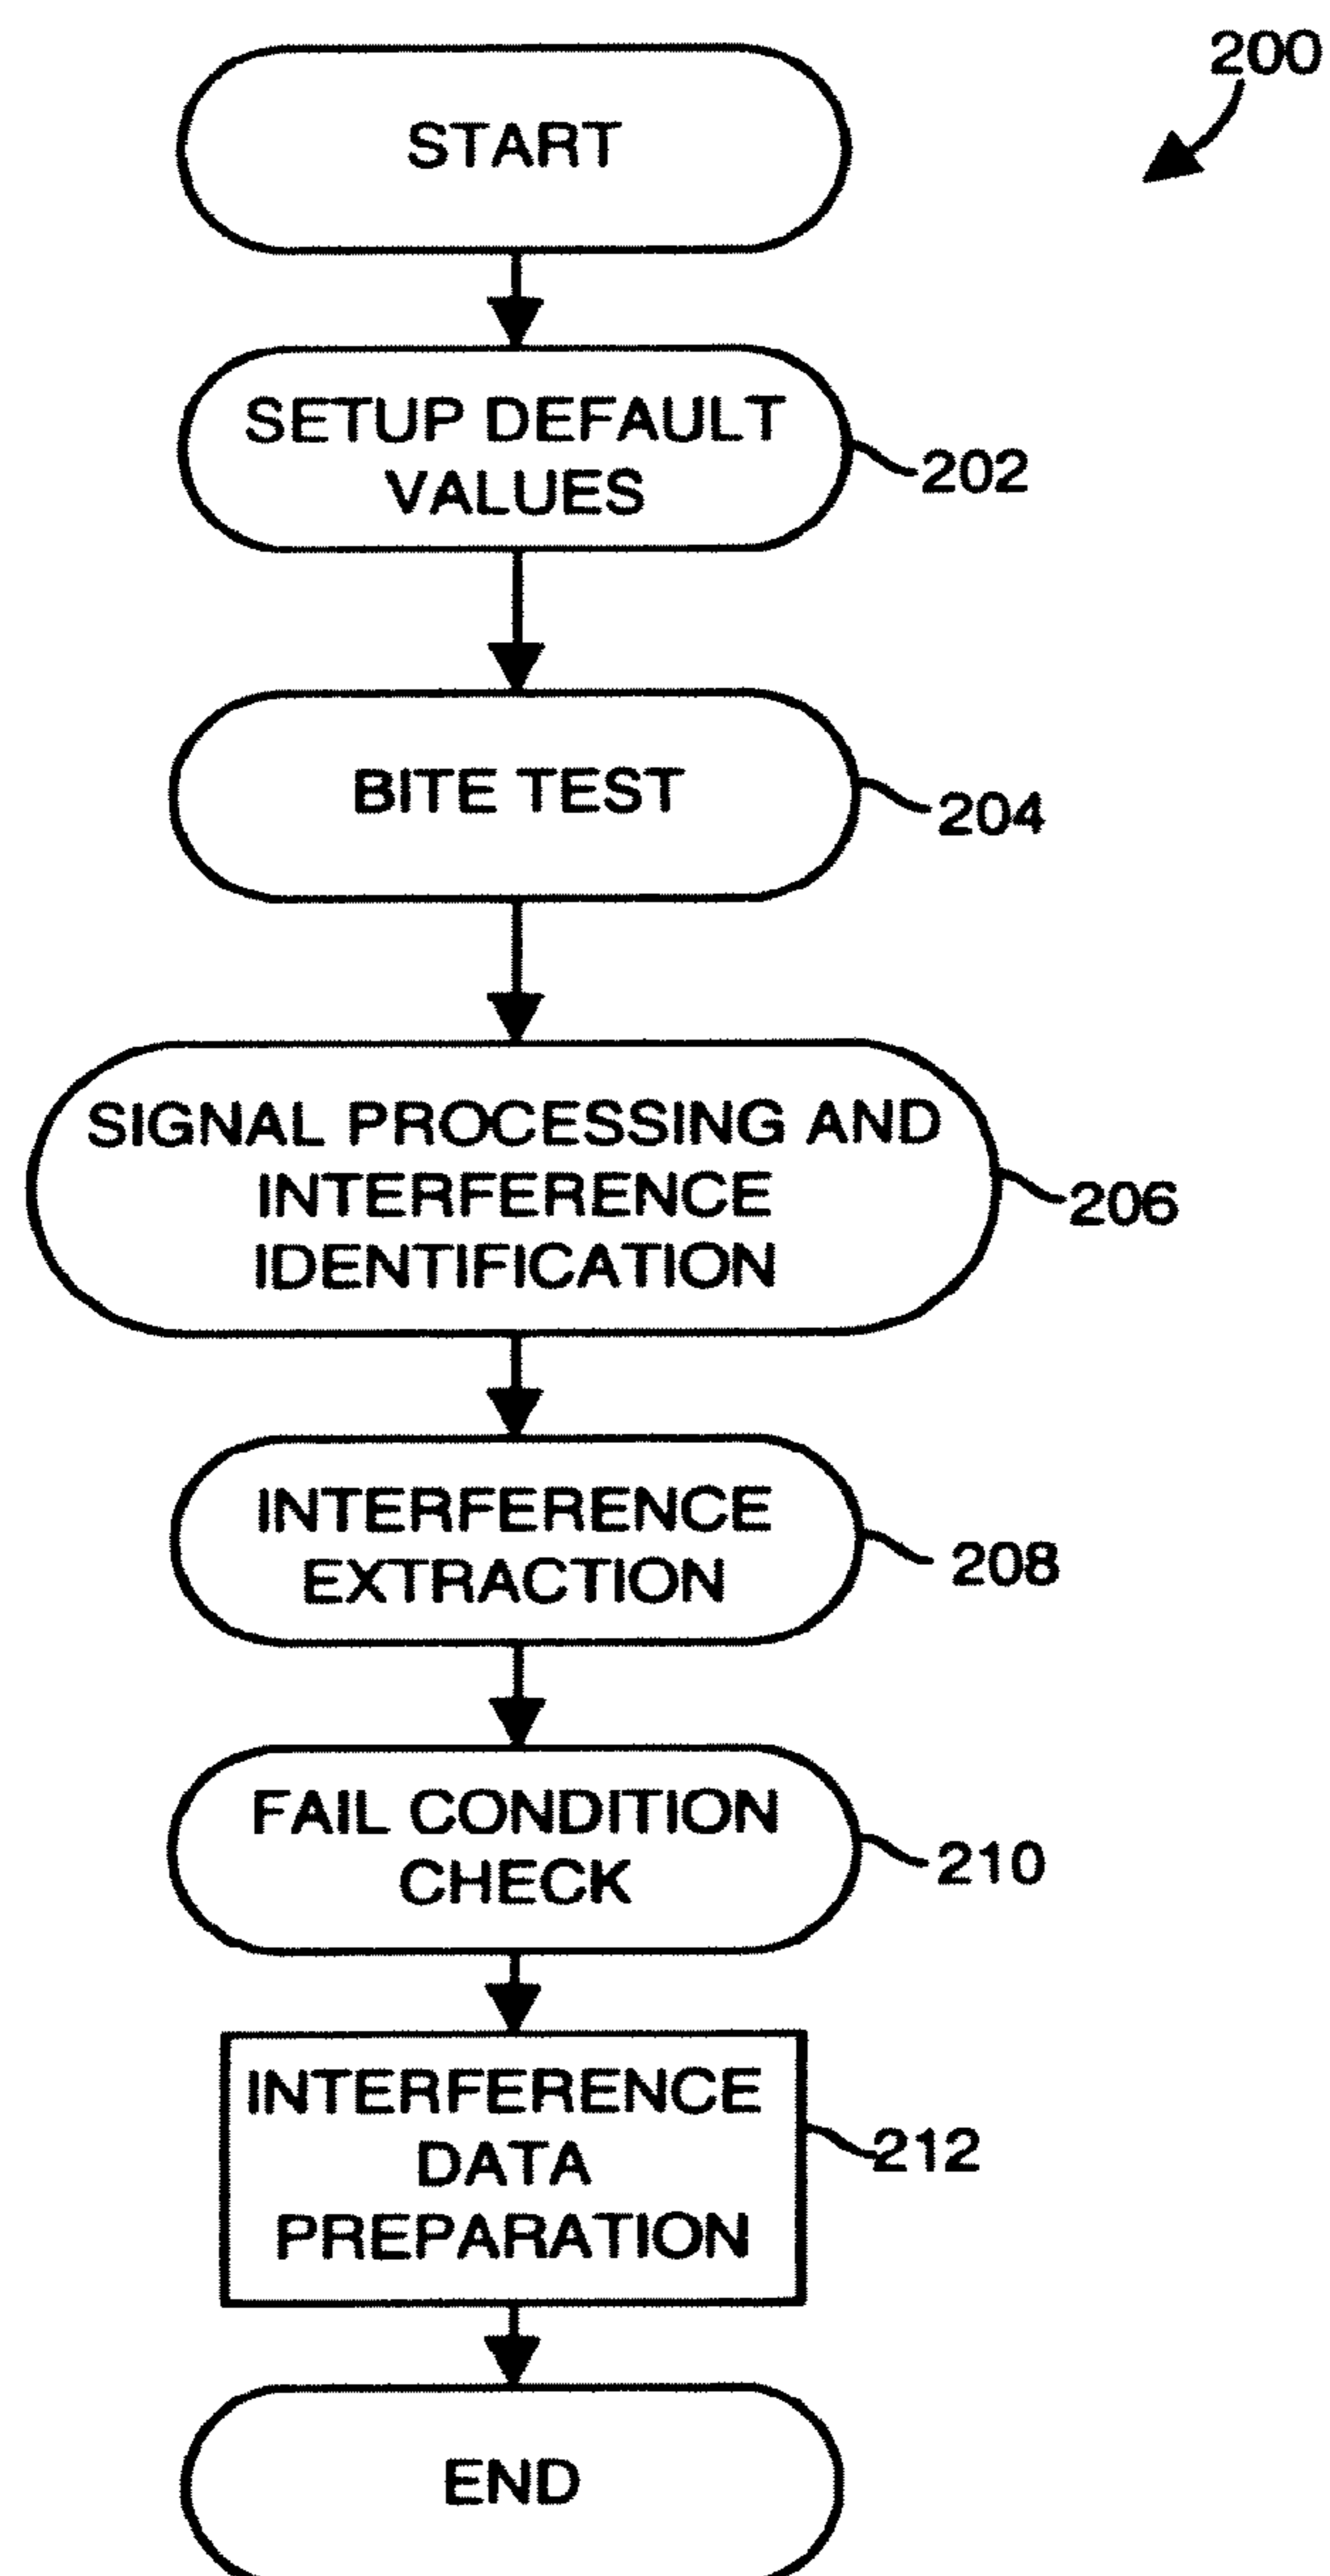 200
START
SETUP DEFAULT
VALUES
202
BITE TEST
204
SIGNAL PROCESSING AND
INTERFERENCE
IDENTIFICATION
206
INTERFERENCE
EXTRACTION
208
FAIL CONDITION
CHECK
210
INTERFERENCE
DATA
PREPARATION
212
END